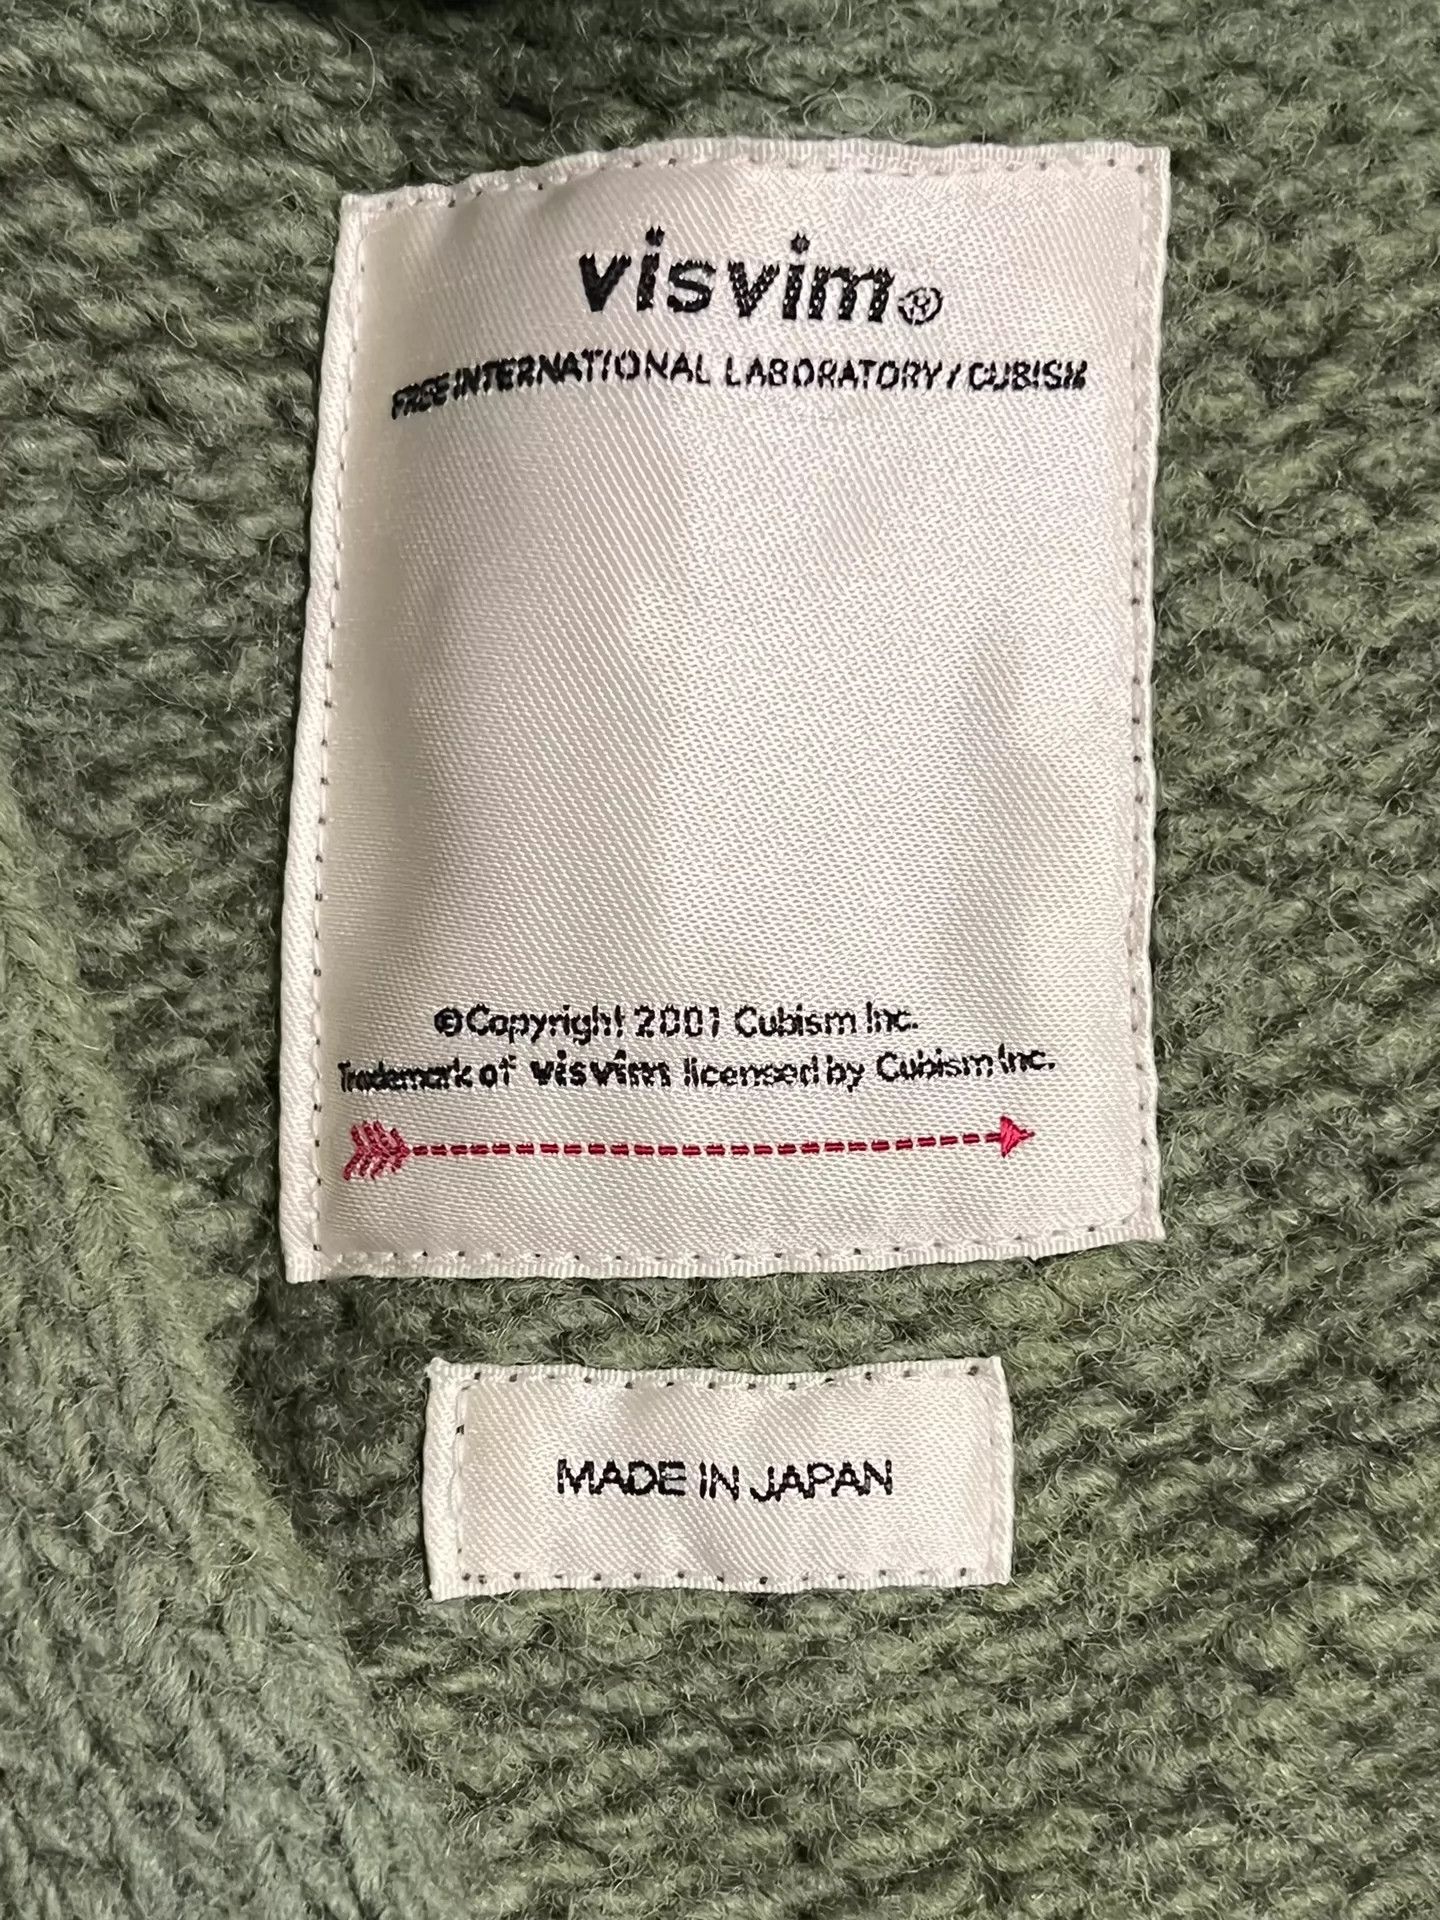 visvim®
FREE INTERNATIONAL LABORATORY / CUBISM
©Copyright 2001 Cubism Inc.
Trademark of visvim licensed by Cubism Inc.
MADE IN JAPAN